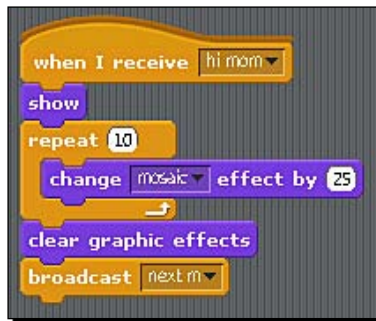 when I receive hi mom
show
repeat 10
change mosaic effect by 25
clear graphic effects
broadcast next m